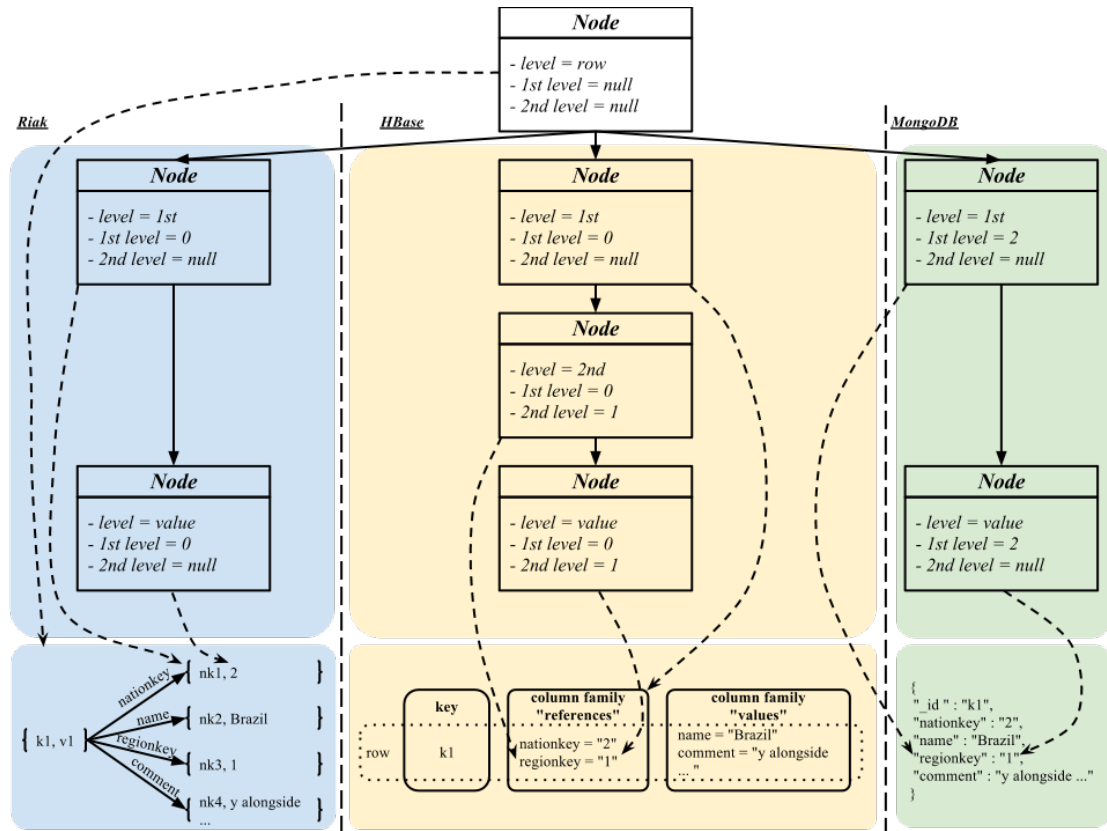 Node
- level = row
- 1st level = null
- 2nd level = null
Riak
HBase
MongoDB
Node
- level = 1st
- 1st level = 0
- 2nd level = null
Node
- level = 1st
- 1st level = 0
- 2nd level = null
Node
- level = 1st
- 1st level = 2
- 2nd level = null
Node
- level = 2nd
- 1st level = 0
- 2nd level = 1
Node
- level = value
- 1st level = 0
- 2nd level = null
Node
- level = value
- 1st level = 0
- 2nd level = 1
Node
- level = value
- 1st level = 2
- 2nd level = null
{ k1, v1 }
nationkey
name
regionkey
comment
{ nk1, 2 }
{ nk2, Brazil }
{ nk3, 1 }
{ nk4, y alongside }
...
row
key
k1
column family
"references"
nationkey = "2"
regionkey = "1"
column family
"values"
name = "Brazil"
comment = "y alongside
... "
{
"_id " : "k1",
"nationkey" : "2",
"name" : "Brazil",
"regionkey" : "1",
"comment" : "y alongside ..."
}